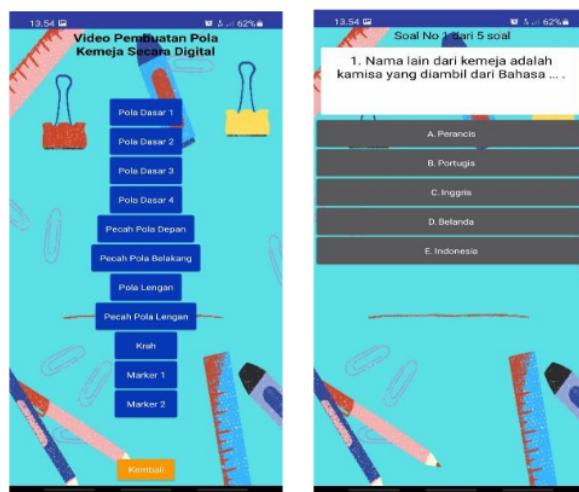 13.54
62%
Video Pembuatan Pola
Kemeja Secara Digital
Pola Dasar 1
Pola Dasar 2
Pola Dasar 3
Pola Dasar 4
Pecah Pola Depan
Pecah Pola Belakang
Pola Lengan
Pecah Pola Lengan
Krah
Marker 1
Marker 2
Kembali
13.54
62%
Soal No 1 dari 5 soal
1. Nama lain dari kemeja adalah
kamisa yang diambil dari Bahasa ... .
A. Perancis
B. Portugis
C. Inggris
D. Belanda
E. Indonesia